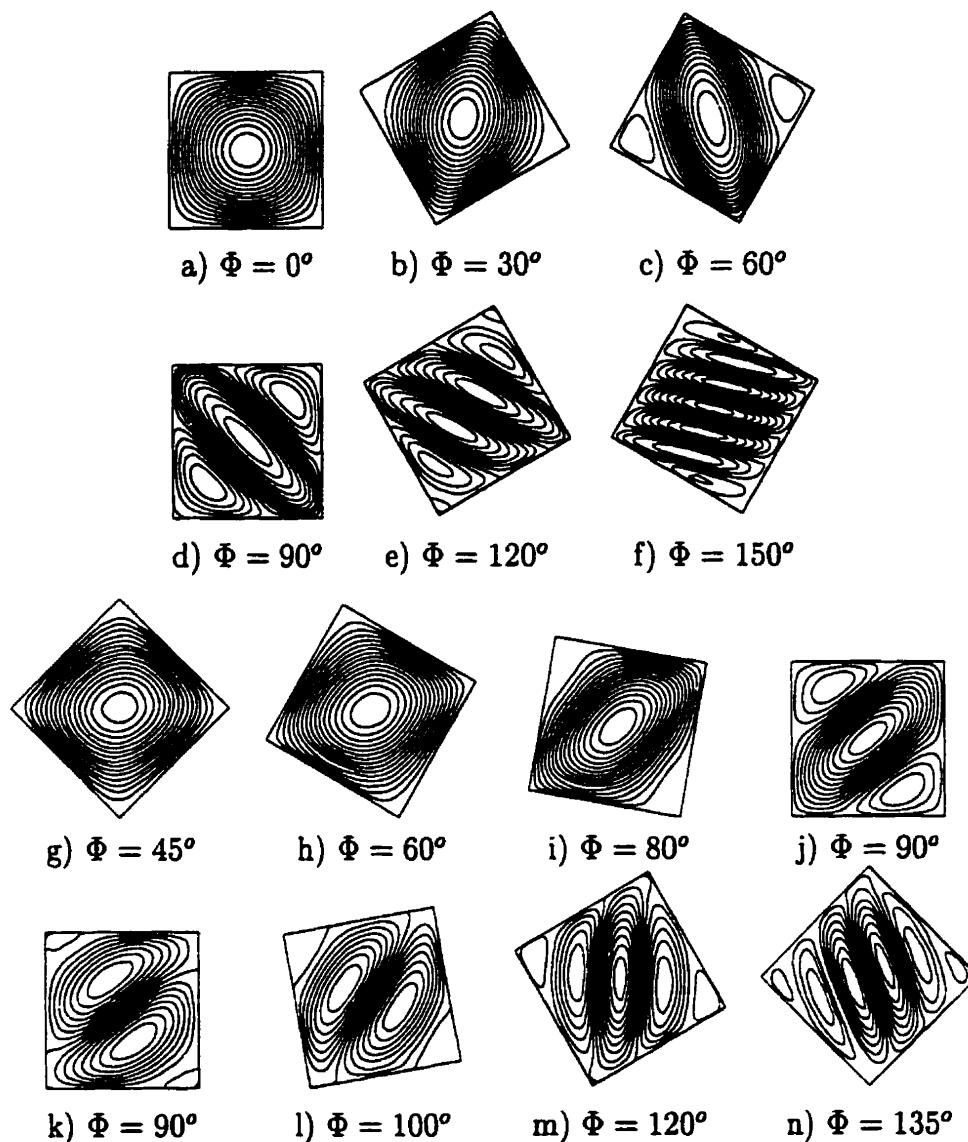 a) Φ = 0°
b) Φ = 30°
c) Φ = 60°
d) Φ = 90°
e) Φ = 120°
f) Φ = 150°
g) Φ = 45°
h) Φ = 60°
i) Φ = 80°
j) Φ = 90°
k) Φ = 90°
l) Φ = 100°
m) Φ = 120°
n) Φ = 135°